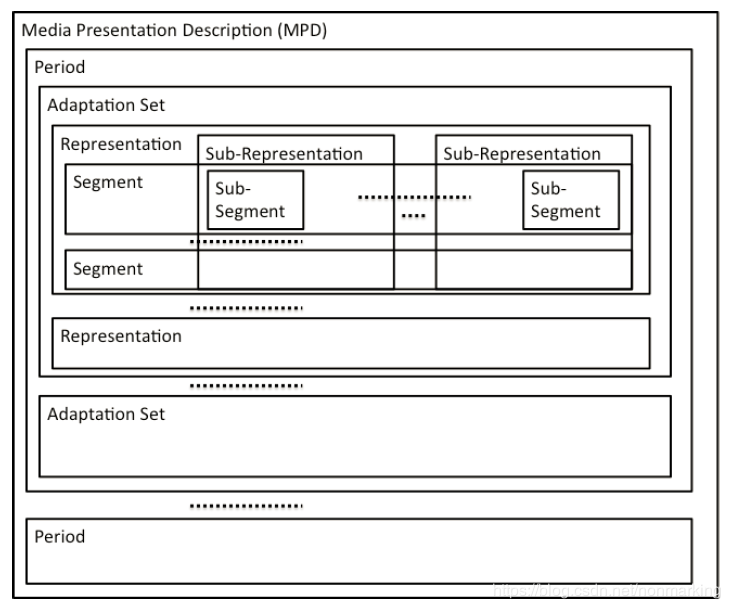 Media Presentation Description (MPD)
Period
Adaptation Set
Representation
Sub-Representation
Sub-Representation
Segment
Sub-
Segment
Sub-
Segment
Segment
Representation
Adaptation Set
Period
https://blog.csdn.net/nonmarking